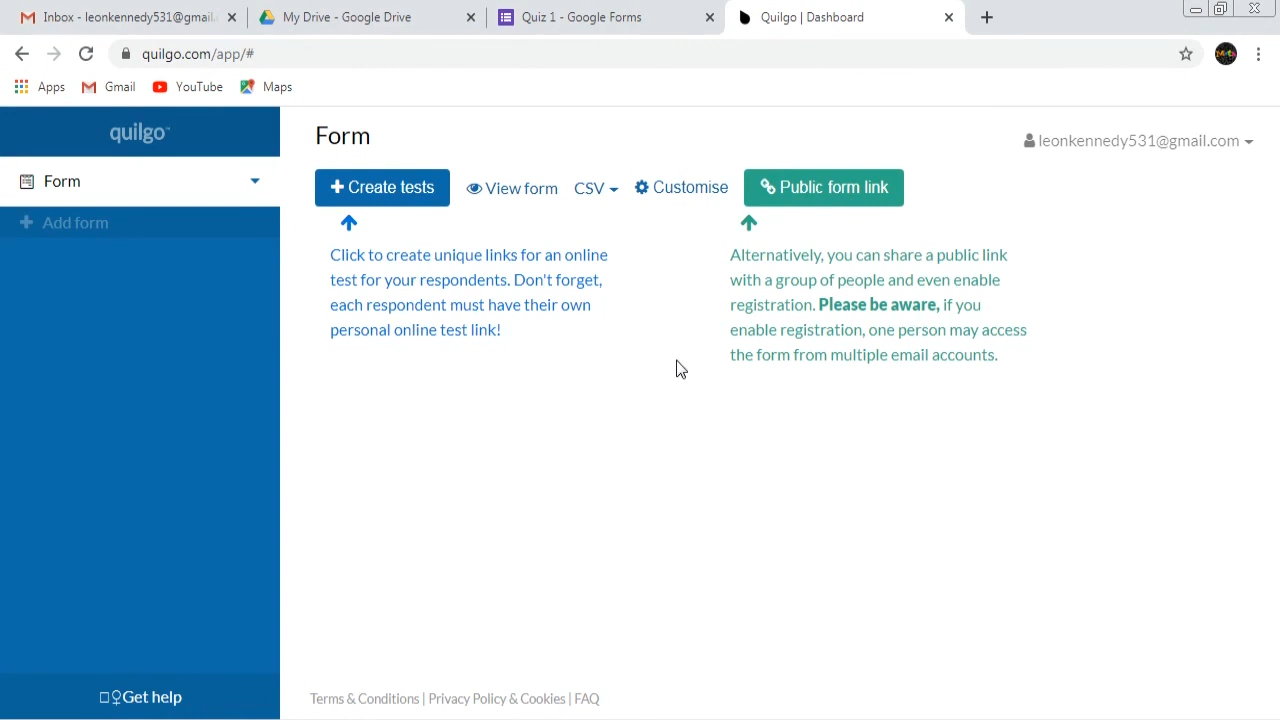 Inbox - leonkennedy531@gmail.
My Drive - Google Drive
Quiz 1 - Google Forms
Quilgo | Dashboard
quilgo.com/app/#
Apps
Gmail
YouTube
Maps
quilgo™
Form
leonkennedy531@gmail.com
Form
Create tests
View form
CSV
Customise
Public form link
Add form
Click to create unique links for an online
test for your respondents. Don't forget,
each respondent must have their own
personal online test link!
Alternatively, you can share a public link
with a group of people and even enable
registration. Please be aware, if you
enable registration, one person may access
the form from multiple email accounts.
Get help
Terms & Conditions | Privacy Policy & Cookies | FAQ